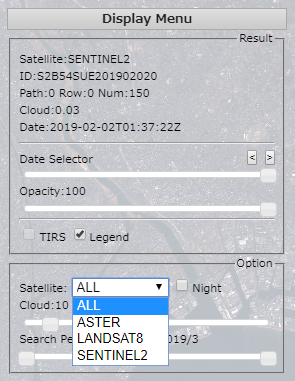 Display Menu
Result
Satellite:SENTINEL2
ID:S2B54SUE201902020
Path:0 Row:0 Num:150
Cloud:0.03
Date:2019-02-02T01:37:22Z
Date Selector < >
Opacity:100
TIRS Legend
Option
Satellite: ALL Night
Cloud:10 ALL
ASTER
LANDSAT8
Search Pe 019/3
SENTINEL2